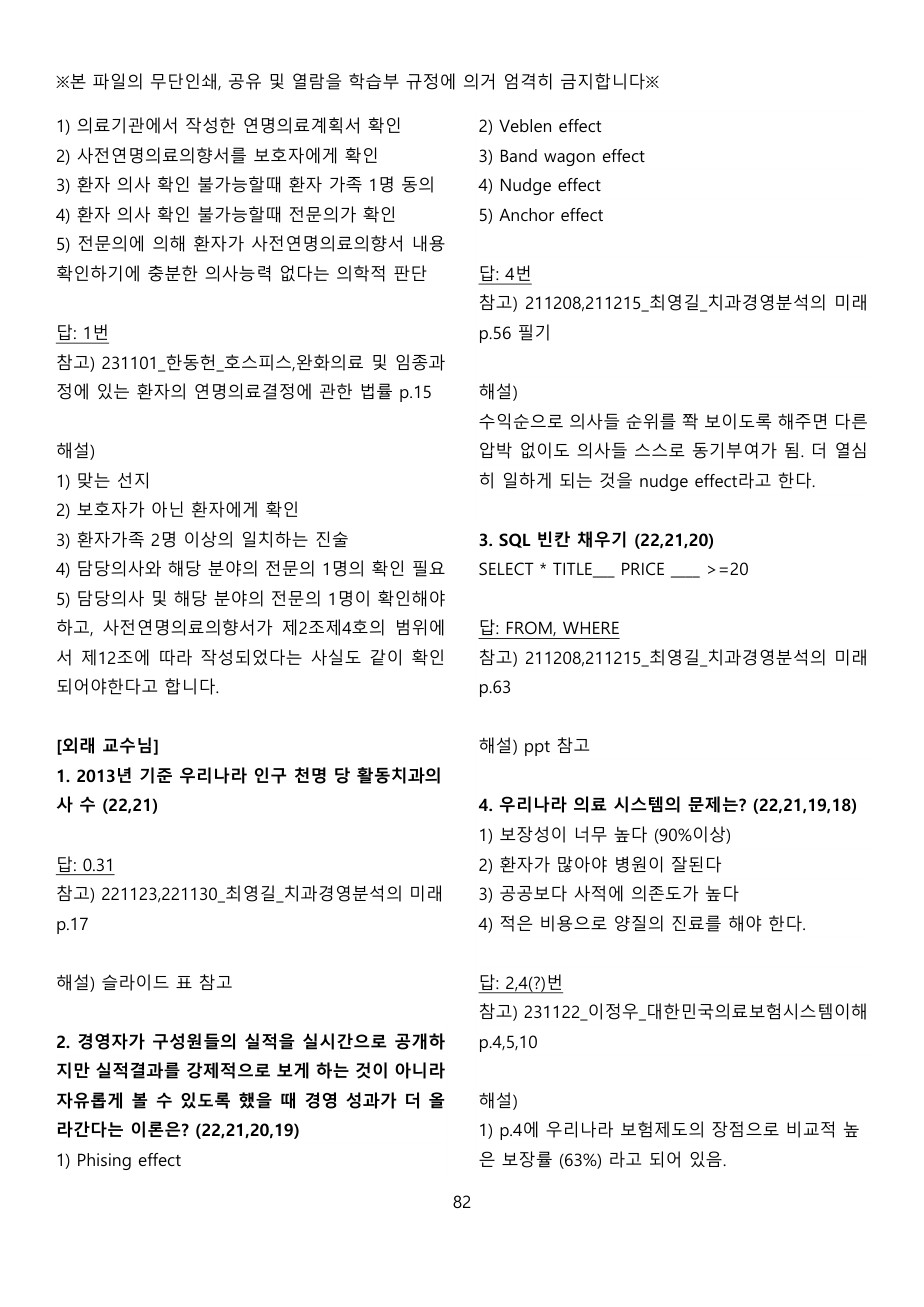 ※본 파일의 무단인쇄, 공유 및 열람을 학습부 규정에 의거 엄격히 금지합니다※
1) 의료기관에서 작성한 연명의료계획서 확인
2) 사전연명의료의향서를 보호자에게 확인
3) 환자 의사 확인 불가능할때 환자 가족 1명 동의
4) 환자 의사 확인 불가능할때 전문의가 확인
5) 전문의에 의해 환자가 사전연명의료의향서 내용
확인하기에 충분한 의사능력 없다는 의학적 판단
답: 1번
참고) 231101_한동헌_호스피스,완화의료 및 임종과
정에 있는 환자의 연명의료결정에 관한 법률 p.15
해설)
1) 맞는 선지
2) 보호자가 아닌 환자에게 확인
3) 환자가족 2명 이상의 일치하는 진술
4) 담당의사와 해당 분야의 전문의 1명의 확인 필요
5) 담당의사 및 해당 분야의 전문의 1명이 확인해야
하고, 사전연명의료의향서가 제2조제4호의 범위에
서 제12조에 따라 작성되었다는 사실도 같이 확인
되어야한다고 합니다.
[외래 교수님]
1. 2013년 기준 우리나라 인구 천명 당 활동치과의
사 수 (22,21)
답: 0.31
참고) 221123,221130_최영길_치과경영분석의 미래
p.17
해설) 슬라이드 표 참고
2. 경영자가 구성원들의 실적을 실시간으로 공개하
지만 실적결과를 강제적으로 보게 하는 것이 아니라
자유롭게 볼 수 있도록 했을 때 경영 성과가 더 올
라간다는 이론은? (22,21,20,19)
1) Phising effect
2) Veblen effect
3) Band wagon effect
4) Nudge effect
5) Anchor effect
답: 4번
참고) 211208,211215_최영길_치과경영분석의 미래
p.56 필기
해설)
수익순으로 의사들 순위를 쫙 보이도록 해주면 다른
압박 없이도 의사들 스스로 동기부여가 됨. 더 열심
히 일하게 되는 것을 nudge effect라고 한다.
3. SQL 빈칸 채우기 (22,21,20)
SELECT * TITLE___ PRICE ____ >=20
답: FROM, WHERE
참고) 211208,211215_최영길_치과경영분석의 미래
p.63
해설) ppt 참고
4. 우리나라 의료 시스템의 문제는? (22,21,19,18)
1) 보장성이 너무 높다 (90%이상)
2) 환자가 많아야 병원이 잘된다
3) 공공보다 사적에 의존도가 높다
4) 적은 비용으로 양질의 진료를 해야 한다.
답: 2,4(?)번
참고) 231122_이정우_대한민국의료보험시스템이해
p.4,5,10
해설)
1) p.4에 우리나라 보험제도의 장점으로 비교적 높
은 보장률 (63%) 라고 되어 있음.
82